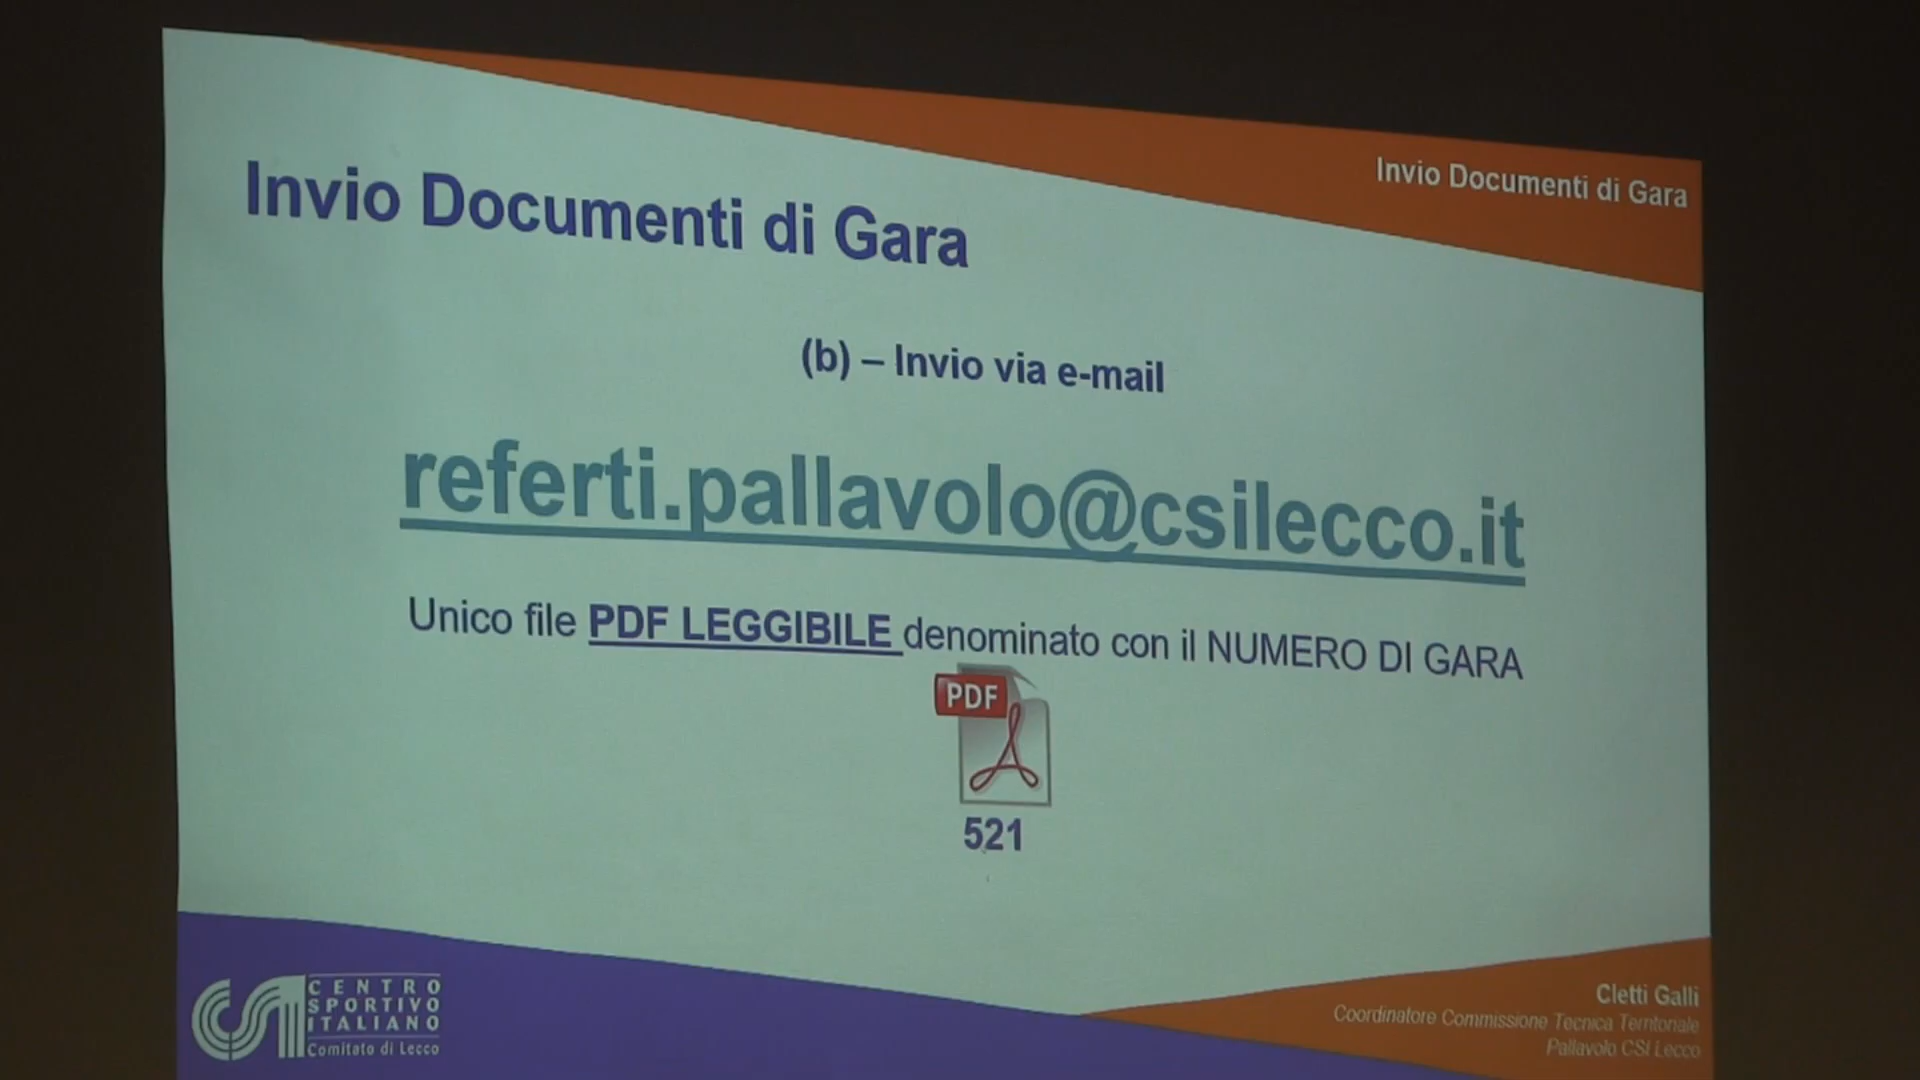 Invio Documenti di Gara
Invio Documenti di Gara
(b) – Invio via e-mail
referti.pallavolo@csilecco.it
Unico file PDF LEGGIBILE denominato con il NUMERO DI GARA
PDF
521
CSI
CENTRO
SPORTIVO
ITALIANO
Comitato di Lecco
Cletti Galli
Coordinatore Commissione Tecnica Territoriale
Pallavolo CSI Lecco